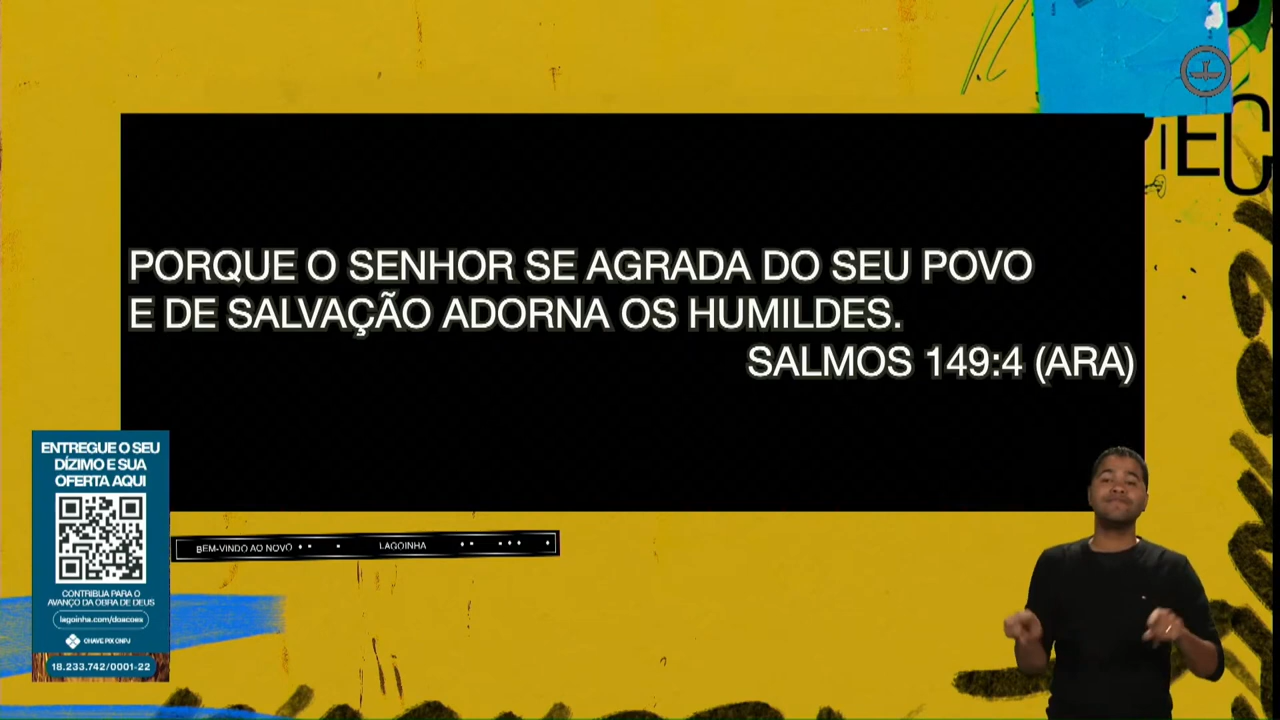 PORQUE O SENHOR SE AGRADA DO SEU POVO
E DE SALVAÇÃO ADORNA OS HUMILDES.
SALMOS 149:4 (ARA)
ENTREGUE O SEU
DÍZIMO E SUA
OFERTA AQUI
CONTRIBUA PARA O
AVANÇO DA OBRA DE DEUS
lagoinha.com/doacoes
CHAVE PIX CNPJ
18.233.742/0001-22
BEM-VINDO AO NOVO
LAGOINHA
EC